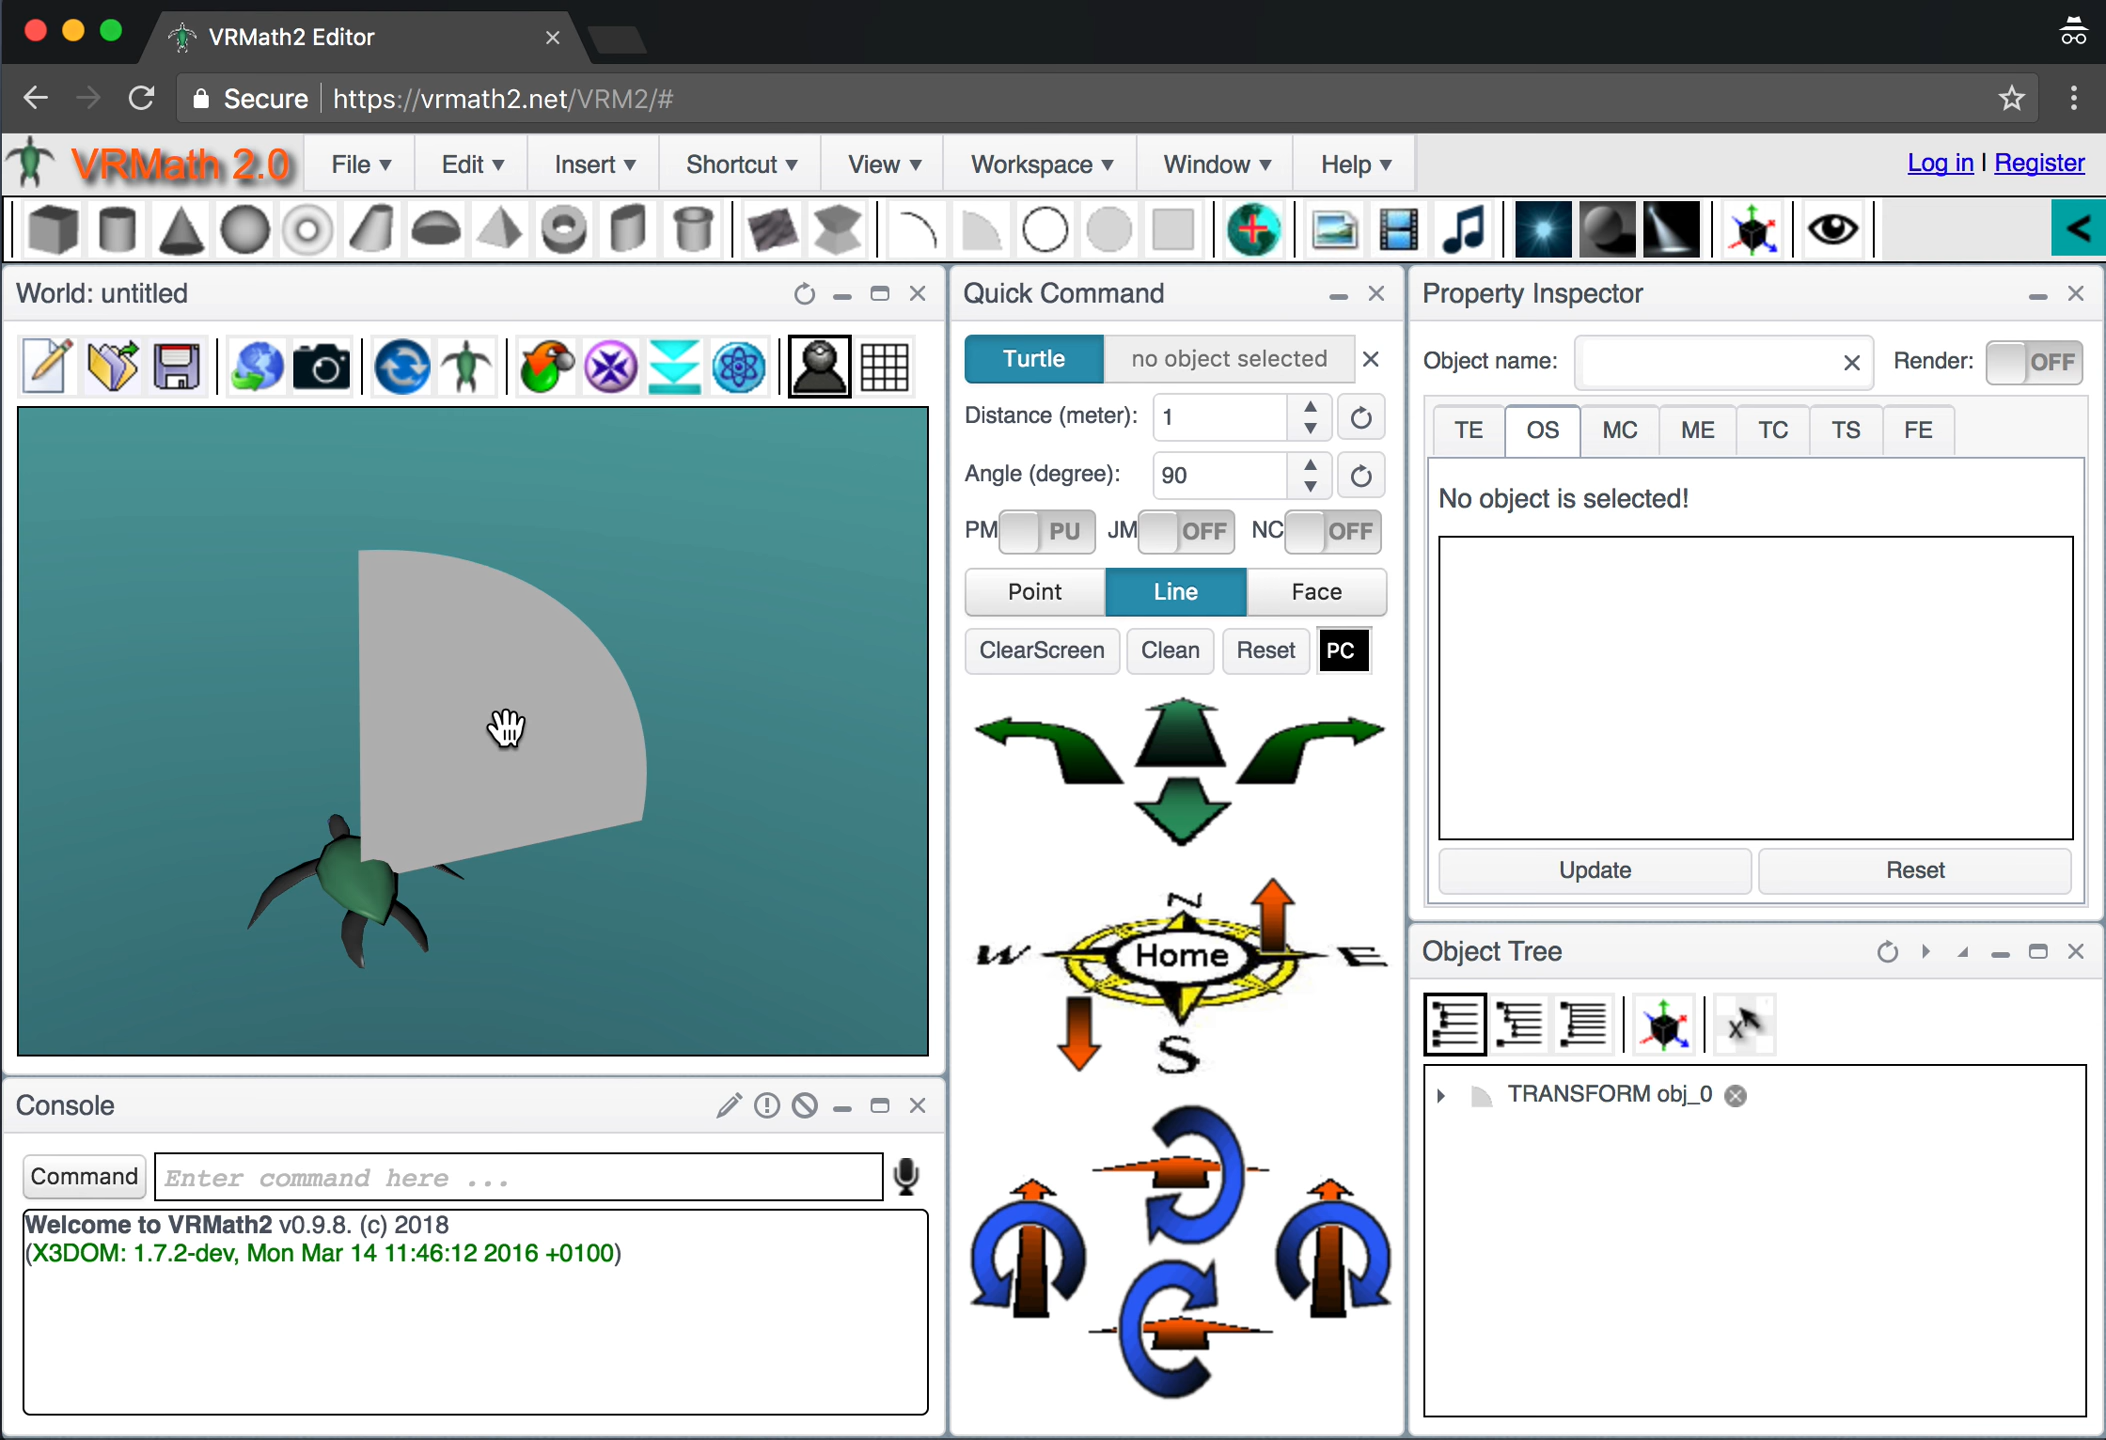 VRMath2 Editor
Secure https://vrmath2.net/VRM2/#
VRMath 2.0 File Edit Insert Shortcut View Workspace Window Help Log in | Register
World: untitled
Quick Command
Turtle no object selected
Distance (meter): 1
Angle (degree): 90
PM PU JM OFF NC OFF
Point Line Face
ClearScreen Clean Reset PC
N
W Home E
S
Property Inspector
Object name: Render: OFF
TE OS MC ME TC TS FE
No object is selected!
Update Reset
Object Tree
TRANSFORM obj_0
Console
Command Enter command here ...
Welcome to VRMath2 v0.9.8. (c) 2018
(X3DOM: 1.7.2-dev, Mon Mar 14 11:46:12 2016 +0100)